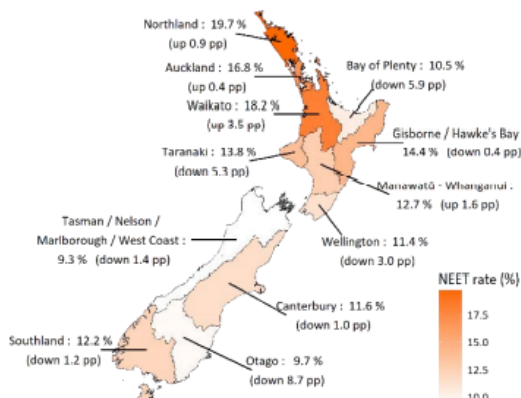 Northland : 19.7 %
(up 0.9 pp)
Auckland : 16.8 %
(up 0.4 pp)
Waikato : 18.2 %
(up 3.5 pp)
Taranaki : 13.8 %
(down 5.3 pp)
Bay of Plenty : 10.5 %
(down 5.9 pp)
Gisborne / Hawke's Bay
14.4 % (down 0.4 pp)
Manawatū - Whanganui :
12.7 % (up 1.6 pp)
Tasman / Nelson /
Marlborough / West Coast :
9.3 % (down 1.4 pp)
Wellington : 11.4 %
(down 3.0 pp)
Canterbury : 11.6 %
(down 1.0 pp)
Southland : 12.2 %
(down 1.2 pp)
Otago : 9.7 %
(down 8.7 pp)
NEET rate (%)
17.5
15.0
12.5
10.0